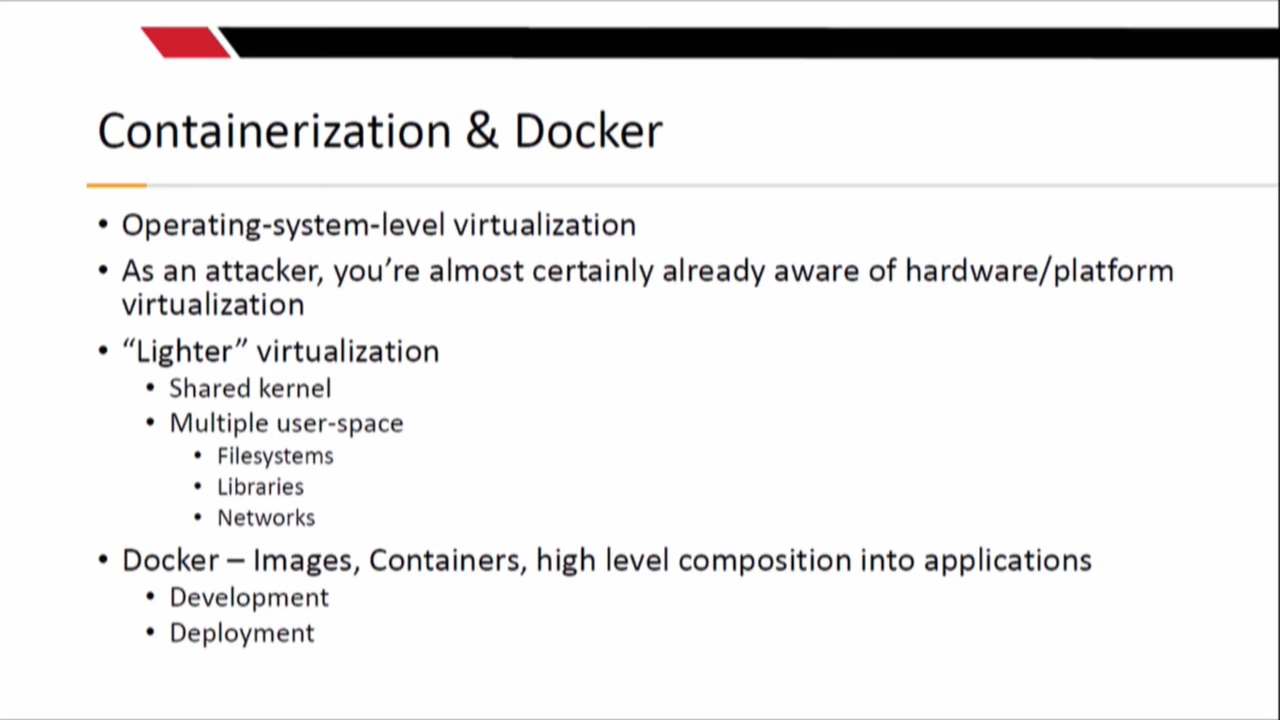 Containerization & Docker
• Operating-system-level virtualization
• As an attacker, you’re almost certainly already aware of hardware/platform
virtualization
• “Lighter” virtualization
• Shared kernel
• Multiple user-space
• Filesystems
• Libraries
• Networks
• Docker – Images, Containers, high level composition into applications
• Development
• Deployment